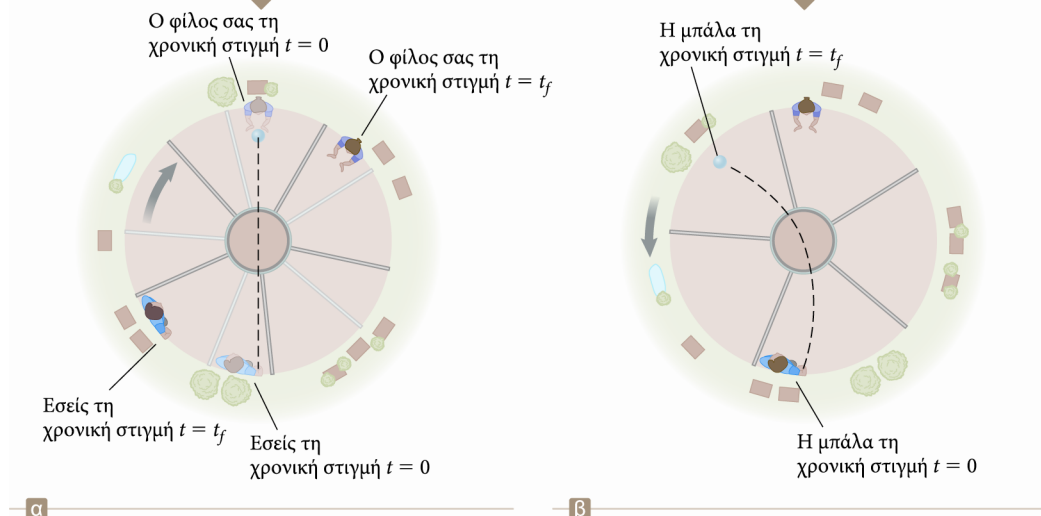 Ο φίλος σας τη
χρονική στιγμή t = 0
Ο φίλος σας τη
χρονική στιγμή t = t_f
Εσείς τη
χρονική στιγμή t = t_f
Εσείς τη
χρονική στιγμή t = 0
α
Η μπάλα τη
χρονική στιγμή t = t_f
Η μπάλα τη
χρονική στιγμή t = 0
β